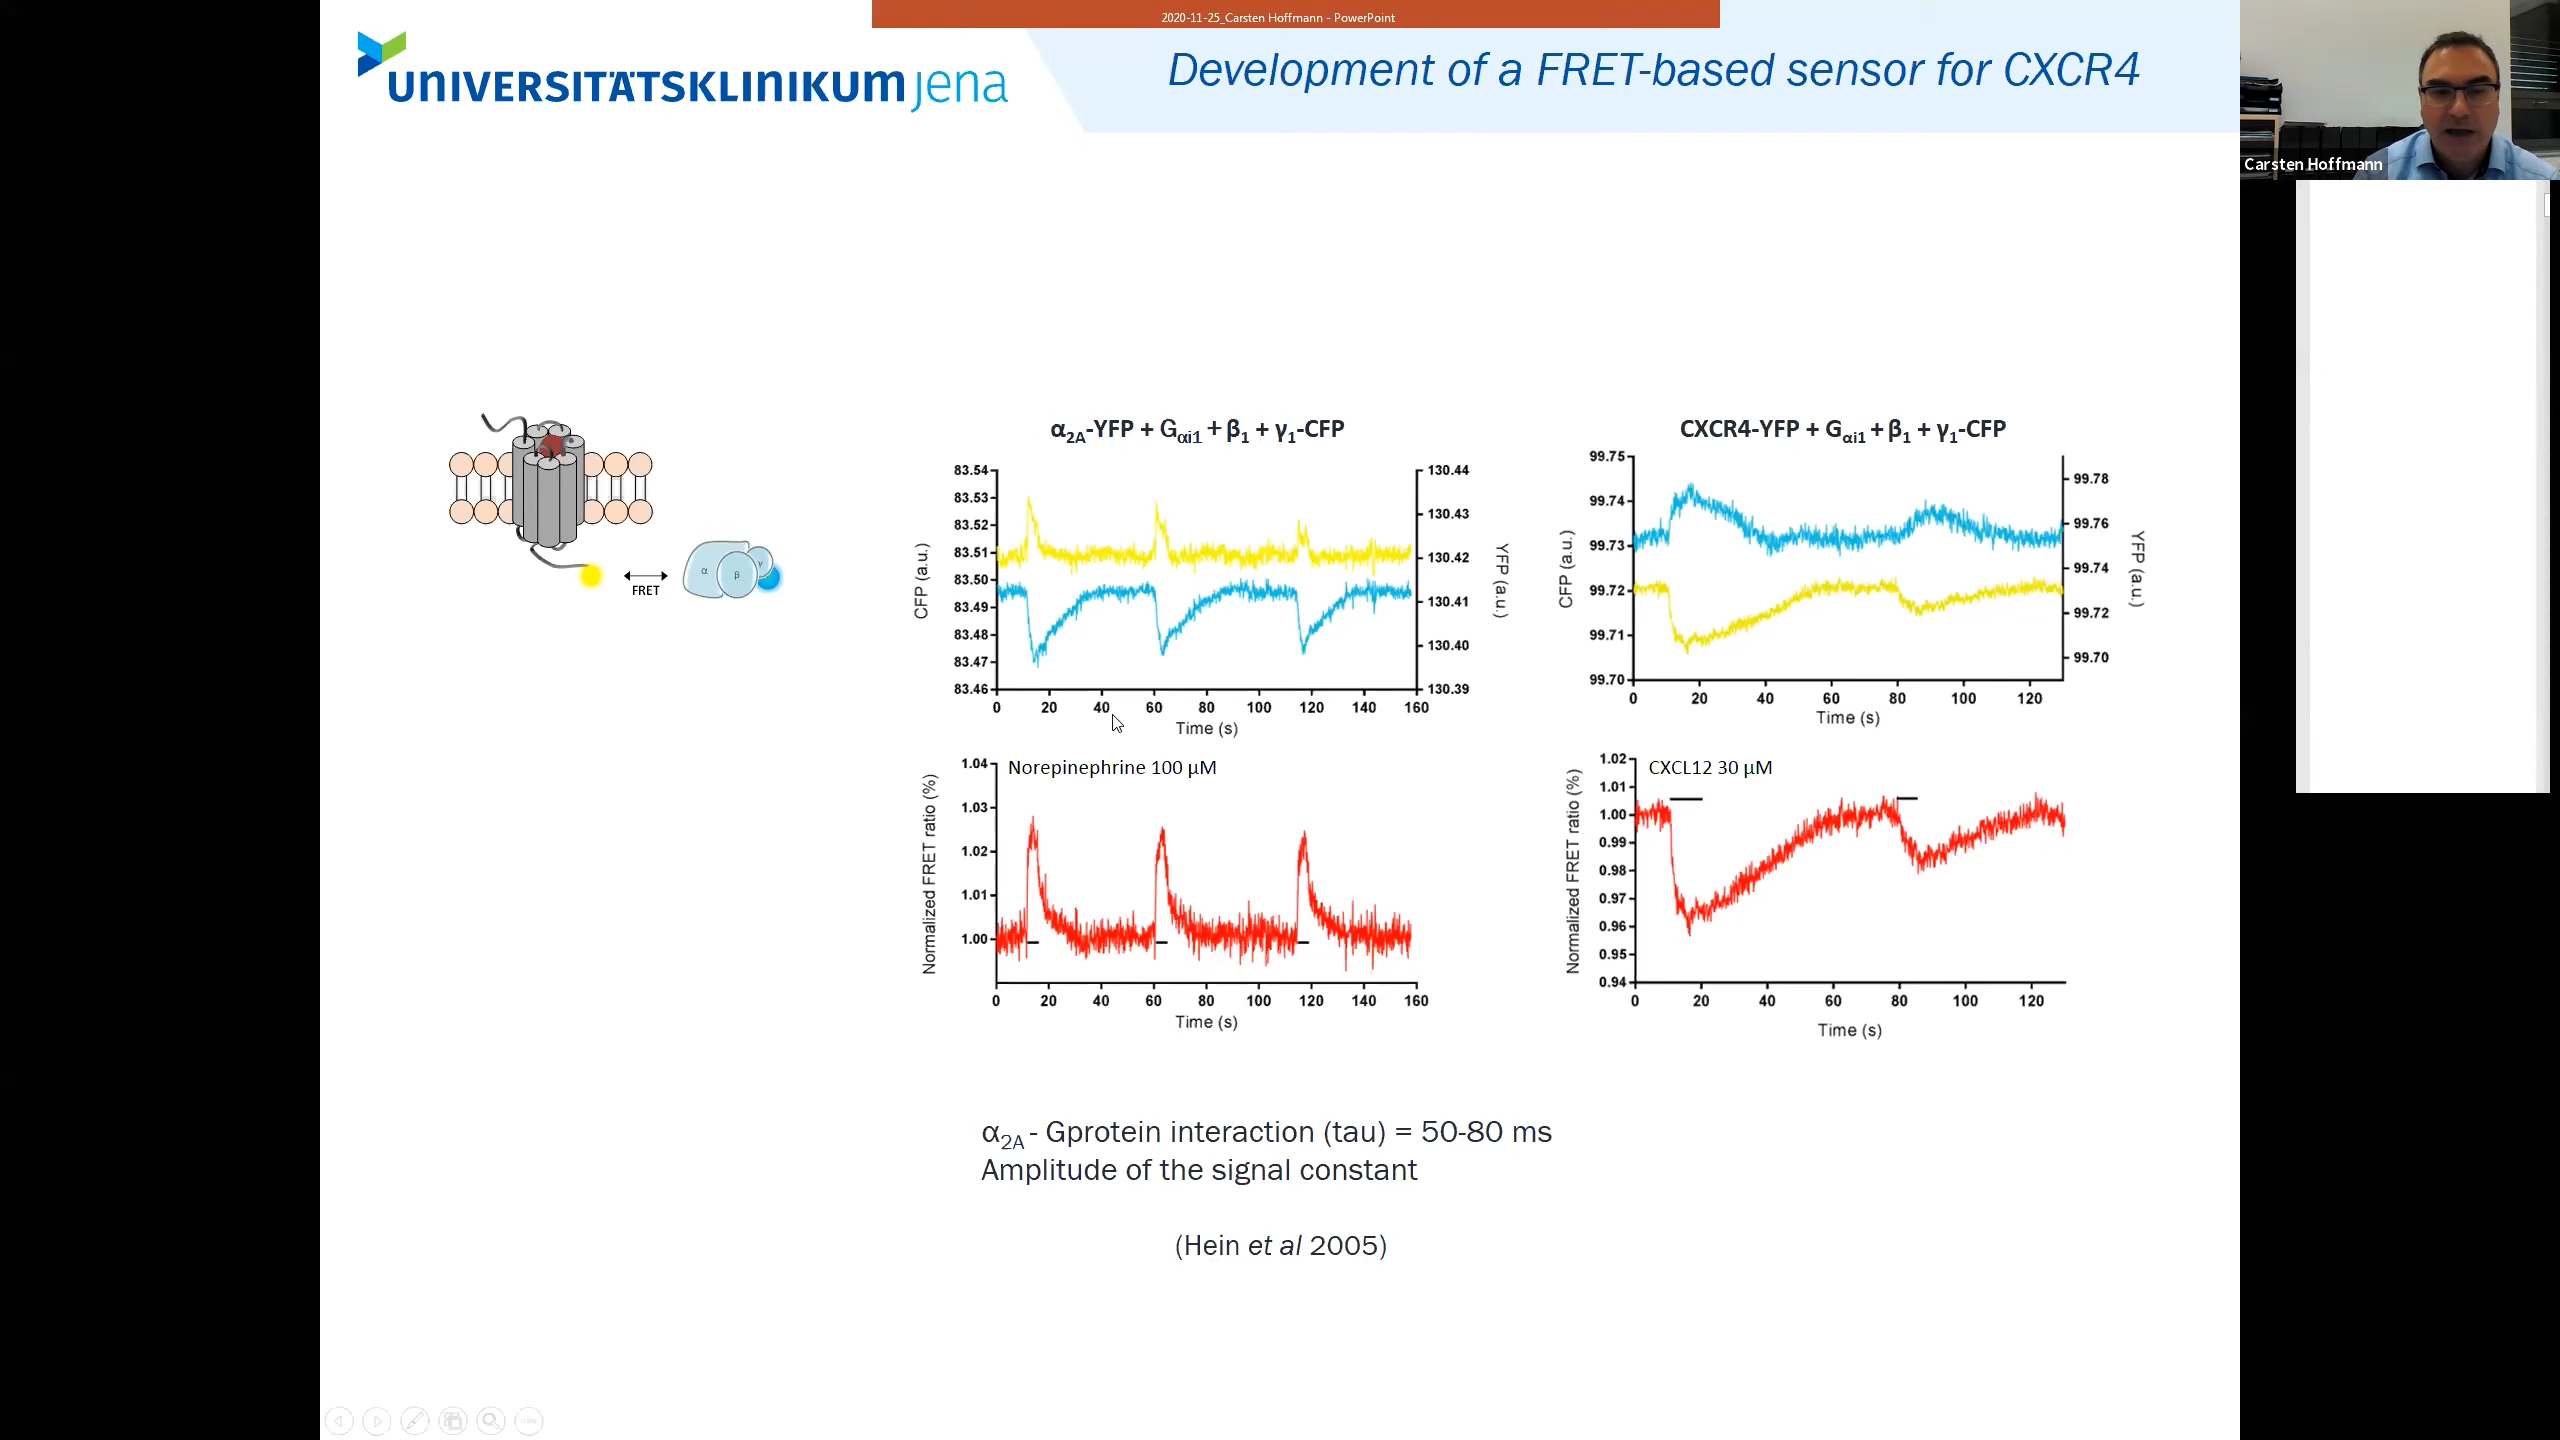 2020-11-25_Carsten Hoffmann - PowerPoint
UNIVERSITÄTSKLINIKUM jena
Development of a FRET-based sensor for CXCR4
Carsten Hoffmann
α
β
γ
FRET
α2A-YFP + Gαi1 + β1 + γ1-CFP
83.54
83.53
83.52
83.51
83.50
83.49
83.48
83.47
83.46
CFP (a.u.)
130.44
130.43
130.42
130.41
130.40
130.39
YFP (a.u.)
0 20 40 60 80 100 120 140 160
Time (s)
CXCR4-YFP + Gαi1 + β1 + γ1-CFP
99.75
99.74
99.73
99.72
99.71
99.70
CFP (a.u.)
99.78
99.76
99.74
99.72
99.70
YFP (a.u.)
0 20 40 60 80 100 120
Time (s)
Norepinephrine 100 µM
1.04
1.03
1.02
1.01
1.00
Normalized FRET ratio (%)
0 20 40 60 80 100 120 140 160
Time (s)
CXCL12 30 µM
1.02
1.01
1.00
0.99
0.98
0.97
0.96
0.95
0.94
Normalized FRET ratio (%)
0 20 40 60 80 100 120
Time (s)
α2A - Gprotein interaction (tau) = 50-80 ms
Amplitude of the signal constant
(Hein et al 2005)